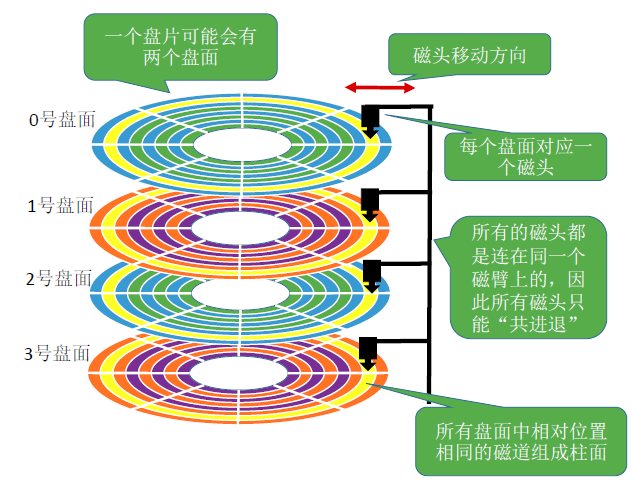 一个盘片可能会有
两个盘面
磁头移动方向
0号盘面
每个盘面对应一
个磁头
1号盘面
所有的磁头都
是连在同一个
磁臂上的，因
此所有磁头只
能“共进退”
2号盘面
3号盘面
所有盘面中相对位置
相同的磁道组成柱面